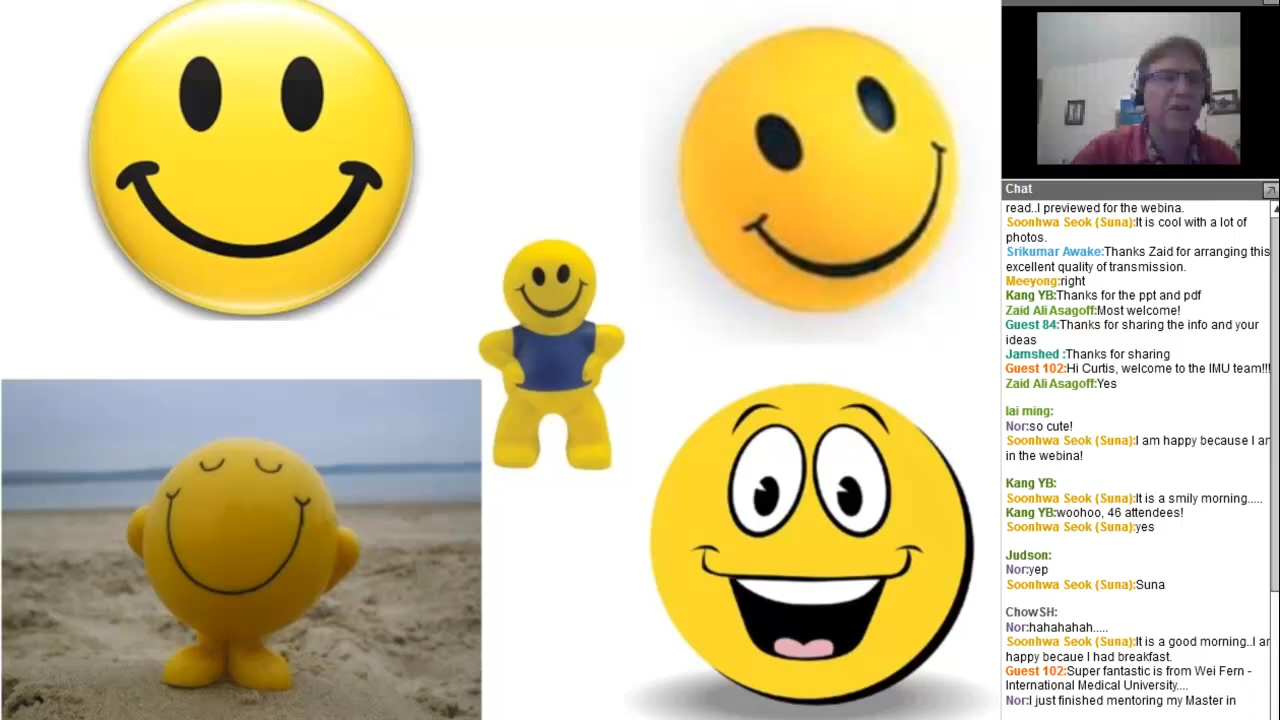 Chat
read..I previewed for the webina.
Soonhwa Seok (Suna):It is cool with a lot of
photos.
Srikumar Awake:Thanks Zaid for arranging this
excellent quality of transmission.
Meeyong:right
Kang YB:Thanks for the ppt and pdf
Zaid Ali Asagoff:Most welcome!
Guest 84:Thanks for sharing the info and your
ideas
Jamshed :Thanks for sharing
Guest 102:Hi Curtis, welcome to the IMU team!!!
Zaid Ali Asagoff:Yes
lai ming:
Nor:so cute!
Soonhwa Seok (Suna):I am happy because I am
in the webina!
Kang YB:
Soonhwa Seok (Suna):It is a smily morning.....
Kang YB:woohoo, 46 attendees!
Soonhwa Seok (Suna):yes
Judson:
Nor:yep
Soonhwa Seok (Suna):Suna
ChowSH:
Nor:hahahahah.....
Soonhwa Seok (Suna):It is a good morning..I am
happy becaue I had breakfast.
Guest 102:Super fantastic is from Wei Fern -
International Medical University....
Nor:I just finished mentoring my Master in